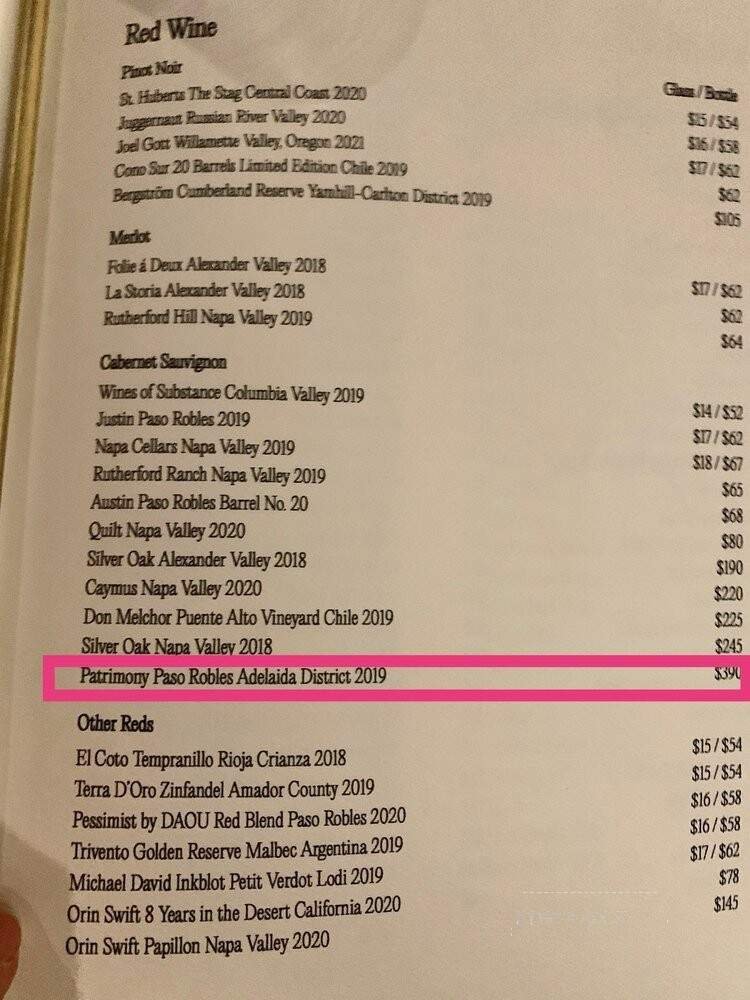 Red Wine
Pinot Noir Glass / Bottle
St. Huberts The Stag Central Coast 2020 $15 / $54
Juggernaut Russian River Valley 2020 $16 / $58
Joel Gott Willamette Valley, Oregon 2021 $17 / $62
Cono Sur 20 Barrels Limited Edition Chile 2019 $62
Bergström Cumberland Reserve Yamhill-Carlton District 2019 $105
Merlot
Folie á Deux Alexander Valley 2018 $17 / $62
La Storia Alexander Valley 2018 $62
Rutherford Hill Napa Valley 2019 $64
Cabernet Sauvignon
Wines of Substance Columbia Valley 2019 $14 / $52
Justin Paso Robles 2019 $17 / $62
Napa Cellars Napa Valley 2019 $18 / $67
Rutherford Ranch Napa Valley 2019 $65
Austin Paso Robles Barrel No. 20 $68
Quilt Napa Valley 2020 $80
Silver Oak Alexander Valley 2018 $190
Caymus Napa Valley 2020 $220
Don Melchor Puente Alto Vineyard Chile 2019 $225
Silver Oak Napa Valley 2018 $245
Patrimony Paso Robles Adelaida District 2019 $390
Other Reds
El Coto Tempranillo Rioja Crianza 2018 $15 / $54
Terra D'Oro Zinfandel Amador County 2019 $15 / $54
Pessimist by DAOU Red Blend Paso Robles 2020 $16 / $58
Trivento Golden Reserve Malbec Argentina 2019 $16 / $58
Michael David Inkblot Petit Verdot Lodi 2019 $17 / $62
Orin Swift 8 Years in the Desert California 2020 $78
Orin Swift Papillon Napa Valley 2020 $145